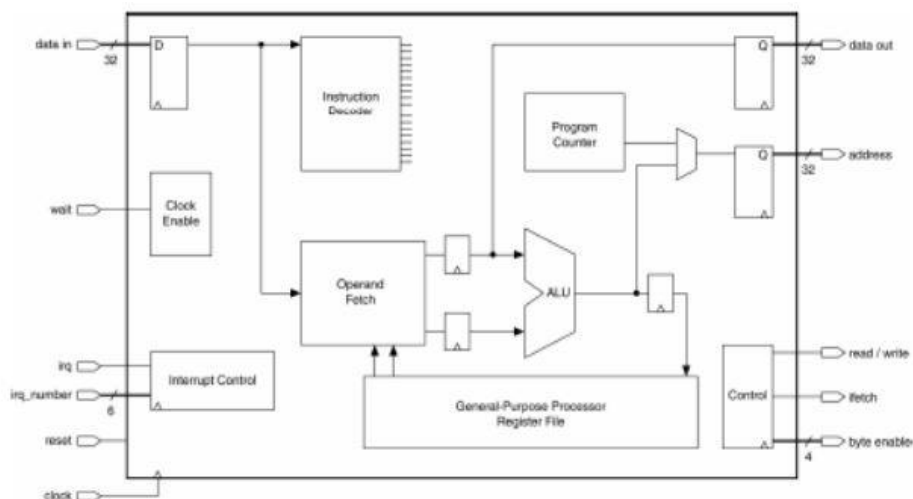 data in
32
D
Instruction
Decoder
Q
data out
32
Program
Counter
Q
address
32
wait
Clock
Enable
Operand
Fetch
ALU
irq
irq_number
6
Interrupt Control
General-Purpose Processor
Register File
Control
read / write
ifetch
byte enable
4
reset
clock